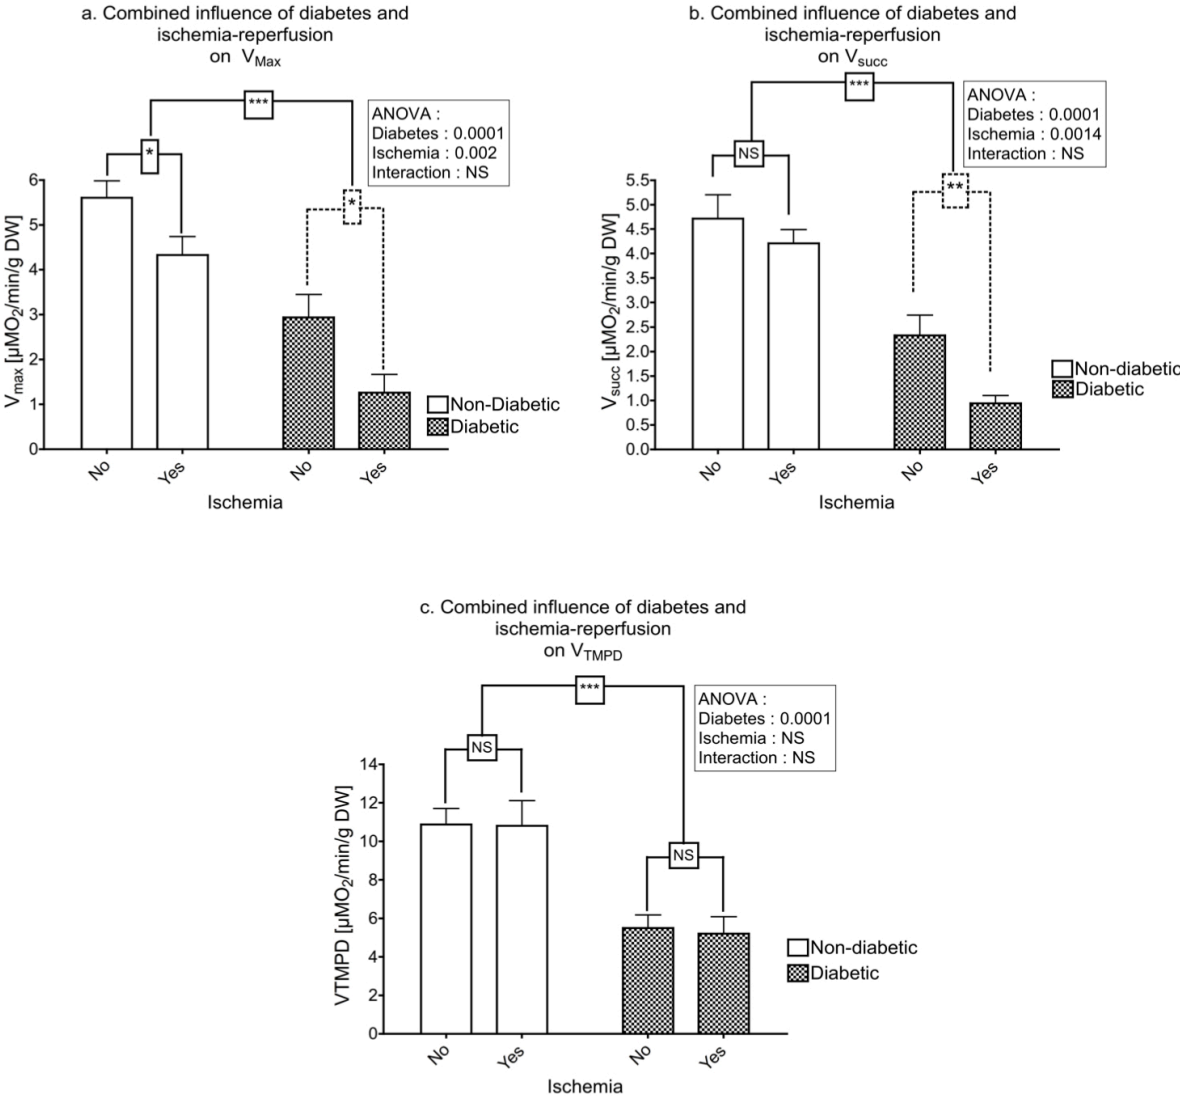 a. Combined influence of diabetes and
ischemia-reperfusion
on V_Max
***
ANOVA :
Diabetes : 0.0001
Ischemia : 0.002
Interaction : NS
*
*
V_max [µMO₂/min/g DW]
6
5
4
3
2
1
0
No
Yes
No
Yes
Ischemia
Non-Diabetic
Diabetic
b. Combined influence of diabetes and
ischemia-reperfusion
on V_succ
***
ANOVA :
Diabetes : 0.0001
Ischemia : 0.0014
Interaction : NS
NS
**
V_succ [µMO₂/min/g DW]
5.5
5.0
4.5
4.0
3.5
3.0
2.5
2.0
1.5
1.0
0.5
0.0
No
Yes
No
Yes
Ischemia
Non-diabetic
Diabetic
c. Combined influence of diabetes and
ischemia-reperfusion
on V_TMPD
***
ANOVA :
Diabetes : 0.0001
Ischemia : NS
Interaction : NS
NS
NS
VTMPD [µMO₂/min/g DW]
14
12
10
8
6
4
2
0
No
Yes
No
Yes
Ischemia
Non-diabetic
Diabetic